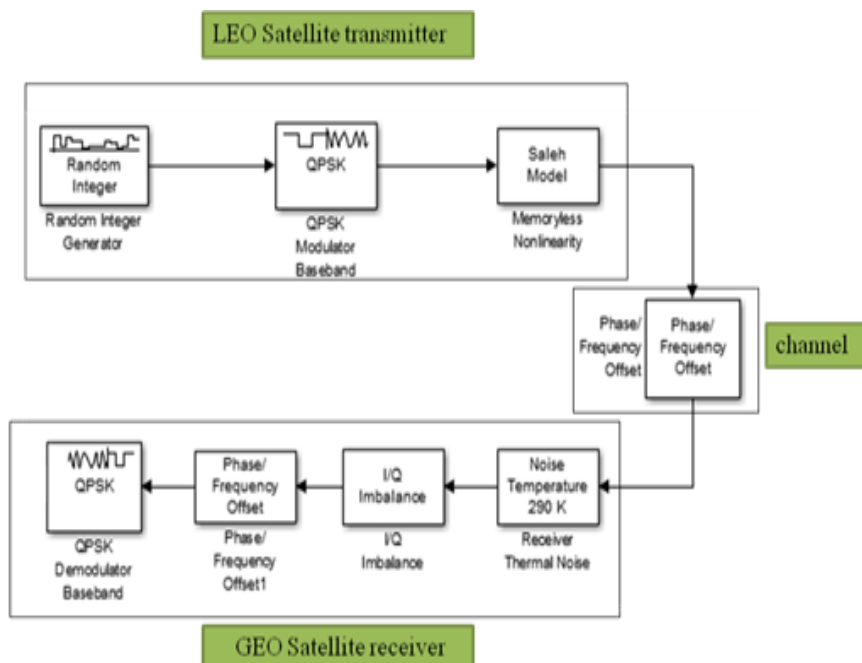 LEO Satellite transmitter
Random
Integer
Random Integer
Generator
QPSK
QPSK
Modulator
Baseband
Saleh
Model
Memoryless
Nonlinearity
Phase/
Frequency
Offset
Phase/
Frequency
Offset
channel
QPSK
QPSK
Demodulator
Baseband
Phase/
Frequency
Offset
Phase/
Frequency
Offset1
I/Q
Imbalance
I/Q
Imbalance
Noise
Temperature
290 K
Receiver
Thermal Noise
GEO Satellite receiver